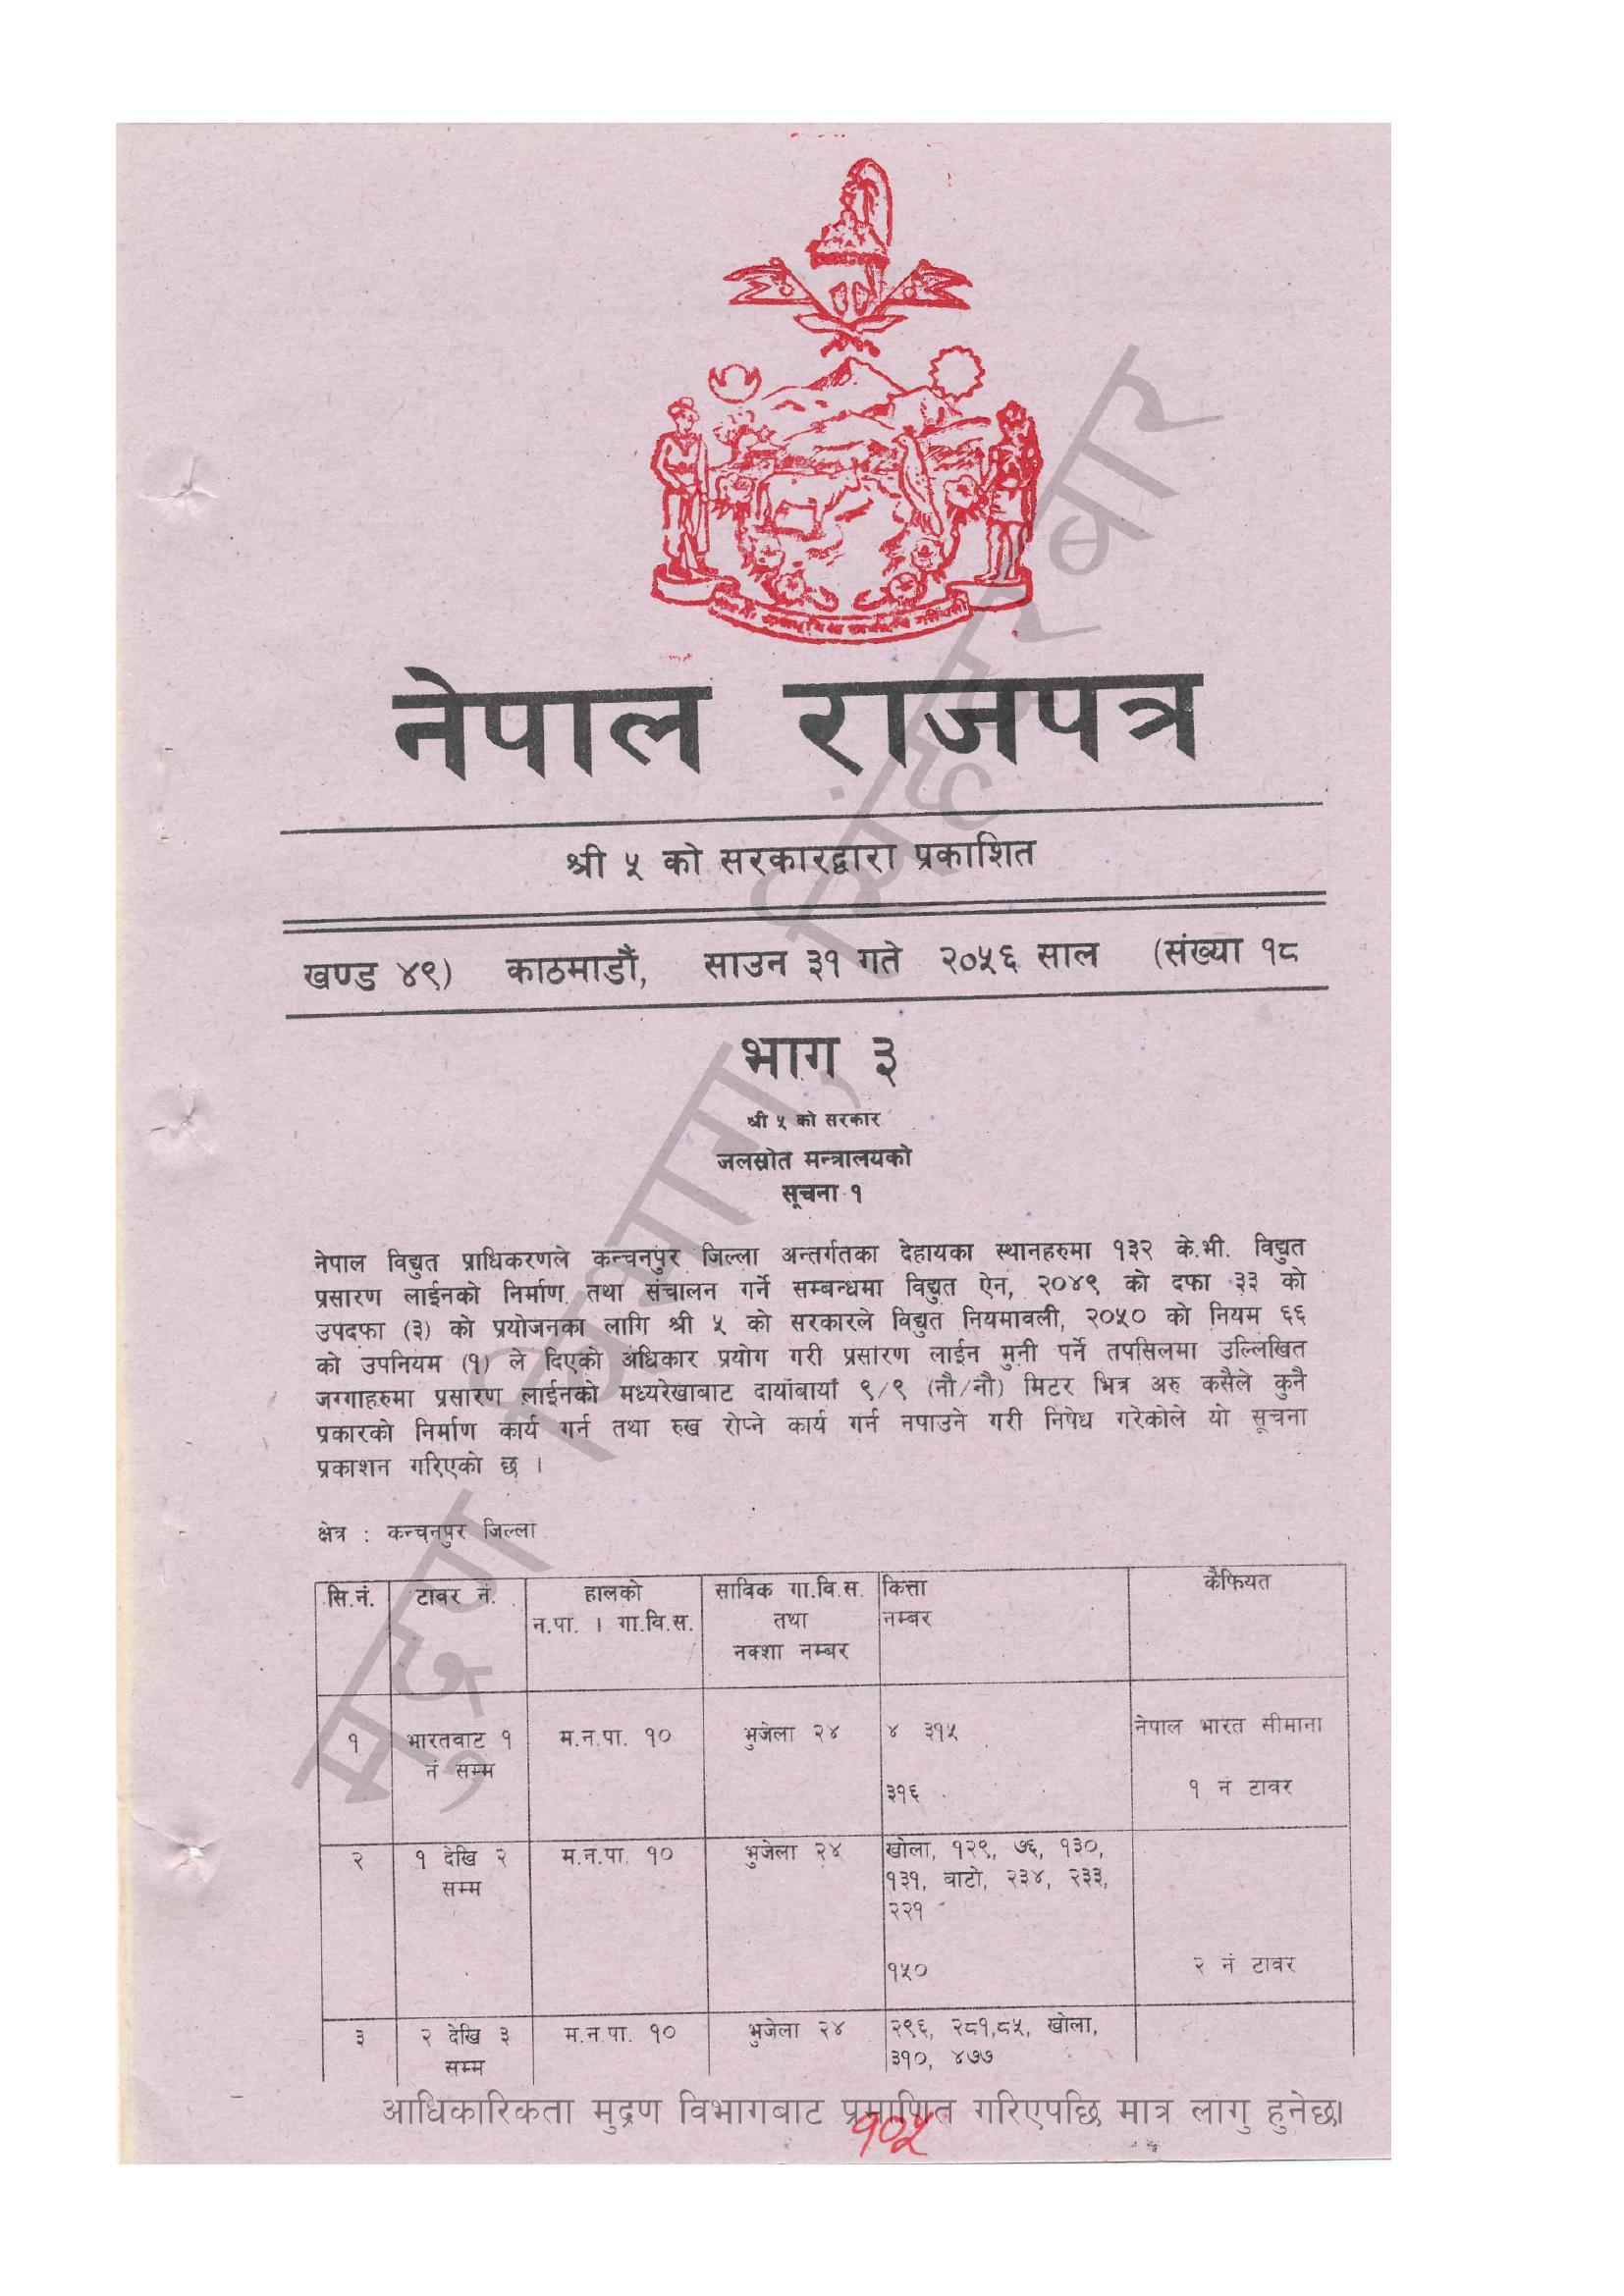 नेपाल राजपत्र
श्री ५ को सरकारद्वारा प्रकाशित
खण्ड ४९) काठमाडौं, साउन ३१ गते २०५६ साल (संख्या १८
भाग ३
श्री ५ को सरकार
जलस्रोत मन्त्रालयको
सूचना १
नेपाल विद्युत प्राधिकरणले कन्चनपुर जिल्ला अन्तर्गतका देहायका स्थानहरुमा १३२ के.भी. विद्युत
प्रसारण लाईनको निर्माण तथा संचालन गर्ने सम्बन्धमा विद्युत ऐन, २०४९ को दफा ३३ को
उपदफा (३) को प्रयोजनका लागि श्री ५ को सरकारले विद्युत नियमावली, २०५० को नियम ६६
को उपनियम (१) ले दिएको अधिकार प्रयोग गरी प्रसारण लाईन मुनी पर्ने तपसिलमा उल्लिखित
जग्गाहरुमा प्रसारण लाईनको मध्यरेखाबाट दायाँबायाँ ९/९ (नौ/नौ) मिटर भित्र अरु कसैले कुनै
प्रकारको निर्माण कार्य गर्न तथा रुख रोप्ने कार्य गर्न नपाउने गरी निषेध गरेकोले यो सूचना
प्रकाशन गरिएको छ ।
क्षेत्र : कन्चनपुर जिल्ला
सि.नं. टावर नं. हालको साविक गा.वि.स. कित्ता कैफियत
न.पा. । गा.वि.स. तथा नम्बर
नक्शा नम्बर
१ भारतबाट १ म.न.पा. १० भुजेला २४ ४ ३१५ नेपाल भारत सीमाना
नं सम्म
३१६ १ नं टावर
२ १ देखि २ म.न.पा. १० भुजेला २४ खोला, १२९, ७६, १३०,
सम्म १३१, बाटो, २३४, २३३,
२२१
१५० २ नं टावर
३ २ देखि ३ म.न.पा. १० भुजेला २४ २९६, २८१,८५, खोला,
सम्म ३१०, ४७७
आधिकारिकता मुद्रण विभागबाट प्रमाणित गरिएपछि मात्र लागु हुनेछ।
१०५
मुद्रण विभाग, सिंहदरबार